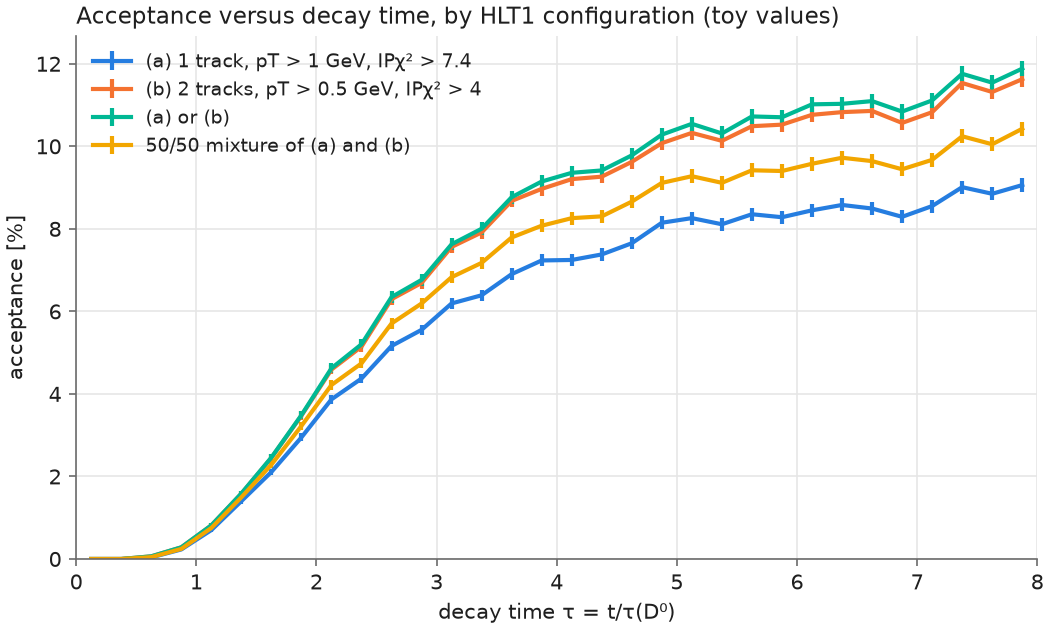 Acceptance versus decay time, by HLT1 configuration (toy values)
(a) 1 track, pT > 1 GeV, IPχ² > 7.4
(b) 2 tracks, pT > 0.5 GeV, IPχ² > 4
(a) or (b)
50/50 mixture of (a) and (b)
acceptance [%]
12
10
8
6
4
2
0
0 1 2 3 4 5 6 7 8
decay time τ = t/τ(D⁰)